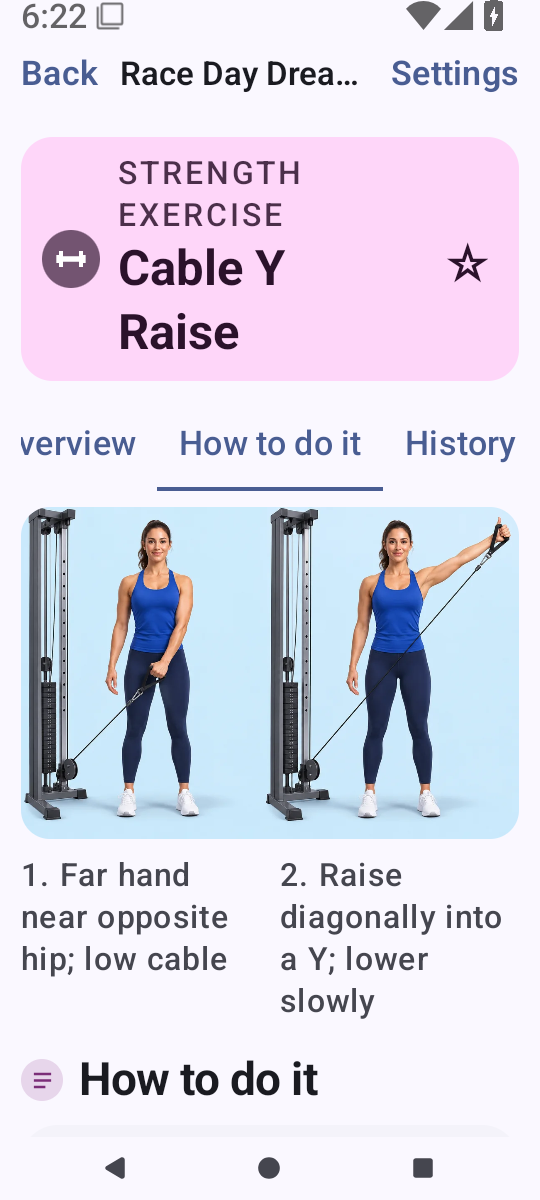 6:22
Back Race Day Drea... Settings
STRENGTH
EXERCISE
Cable Y
Raise
verview How to do it History
1. Far hand
near opposite
hip; low cable
2. Raise
diagonally into
a Y; lower
slowly
How to do it